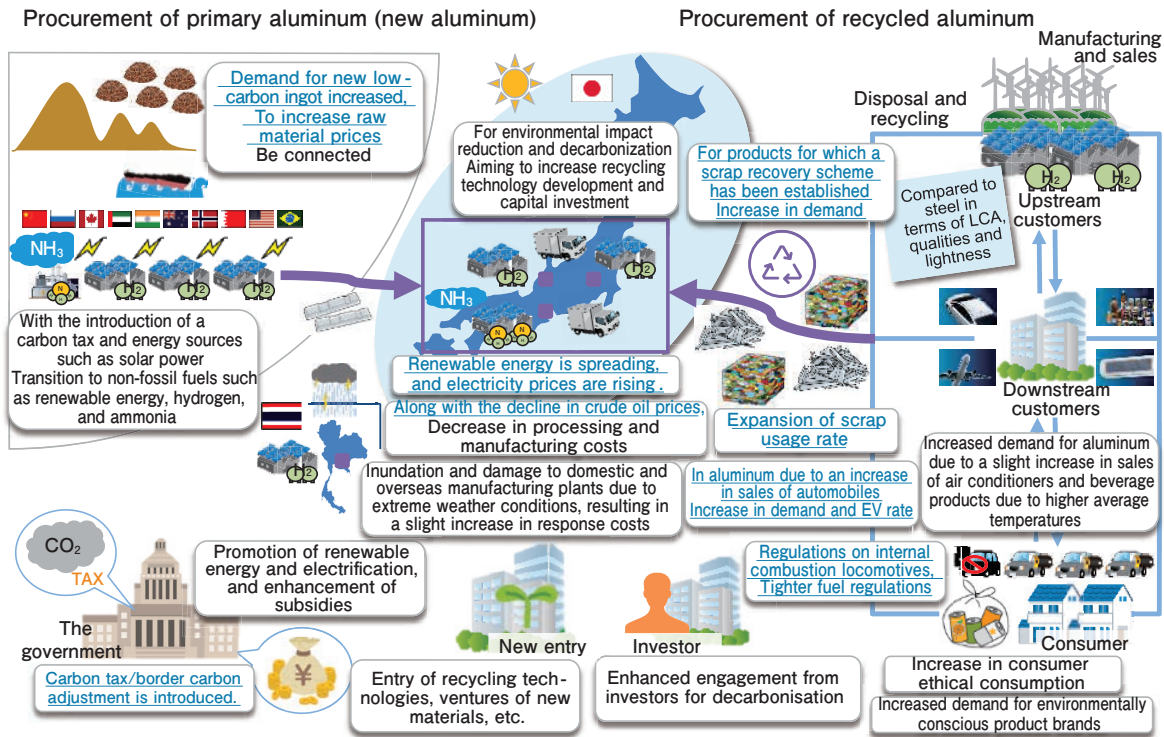 Procurement of primary aluminum (new aluminum)
Procurement of recycled aluminum
Demand for new low-
carbon ingot increased,
To increase raw
material prices
Be connected
NH3
H2
H2
H2
H2
With the introduction of a
carbon tax and energy sources
such as solar power
Transition to non-fossil fuels such
as renewable energy, hydrogen,
and ammonia
For environmental impact
reduction and decarbonization
Aiming to increase recycling
technology development and
capital investment
H2
H2
NH3
Renewable energy is spreading,
and electricity prices are rising.
Along with the decline in crude oil prices,
Decrease in processing and
manufacturing costs
H2
Inundation and damage to domestic and
overseas manufacturing plants due to
extreme weather conditions, resulting
in a slight increase in response costs
For products for which a
scrap recovery scheme
has been established
Increase in demand
Expansion of scrap
usage rate
In aluminum due to an increase
in sales of automobiles
Increase in demand and EV rate
Regulations on internal
combustion locomotives,
Tighter fuel regulations
Manufacturing
and sales
Disposal and
recycling
H2
H2
Compared to
steel in
terms of LCA,
qualities and
lightness
Upstream
customers
Downstream
customers
Increased demand for aluminum
due to a slight increase in sales
of air conditioners and beverage
products due to higher average
temperatures
Consumer
Increase in consumer
ethical consumption
Increased demand for environmentally
conscious product brands
CO2
TAX
The
government
Promotion of renewable
energy and electrification,
and enhancement of
subsidies
Carbon tax/border carbon
adjustment is introduced.
¥
New entry
Entry of recycling tech-
nologies, ventures of new
materials, etc.
Investor
Enhanced engagement from
investors for decarbonisation